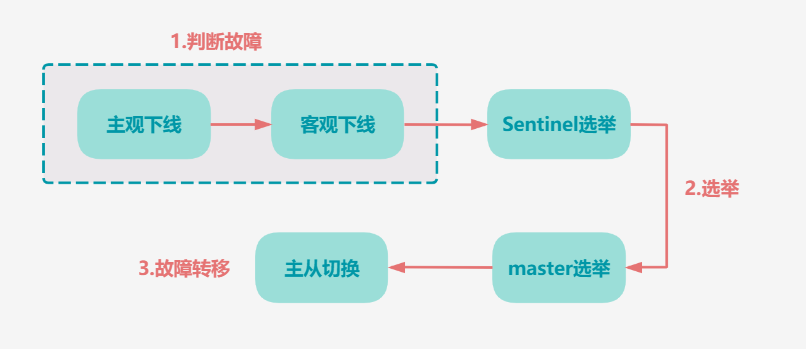 1.判断故障
主观下线
客观下线
Sentinel选举
2.选举
3.故障转移
主从切换
master选举